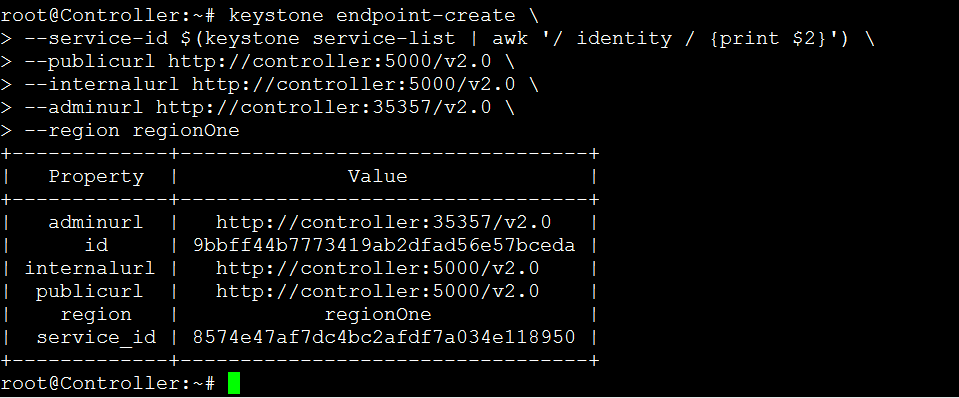 root@Controller:~# keystone endpoint-create \
> --service-id $(keystone service-list | awk '/ identity / {print $2}') \
> --publicurl http://controller:5000/v2.0 \
> --internalurl http://controller:5000/v2.0 \
> --adminurl http://controller:35357/v2.0 \
> --region regionOne
+-------------+----------------------------------+
|   Property  |              Value               |
+-------------+----------------------------------+
|   adminurl  |   http://controller:35357/v2.0   |
|      id     | 9bbff44b7773419ab2dfad56e57bceda |
| internalurl |   http://controller:5000/v2.0    |
|  publicurl  |   http://controller:5000/v2.0    |
|    region   |            regionOne             |
|  service_id | 8574e47af7dc4bc2afdf7a034e118950 |
+-------------+----------------------------------+
root@Controller:~#